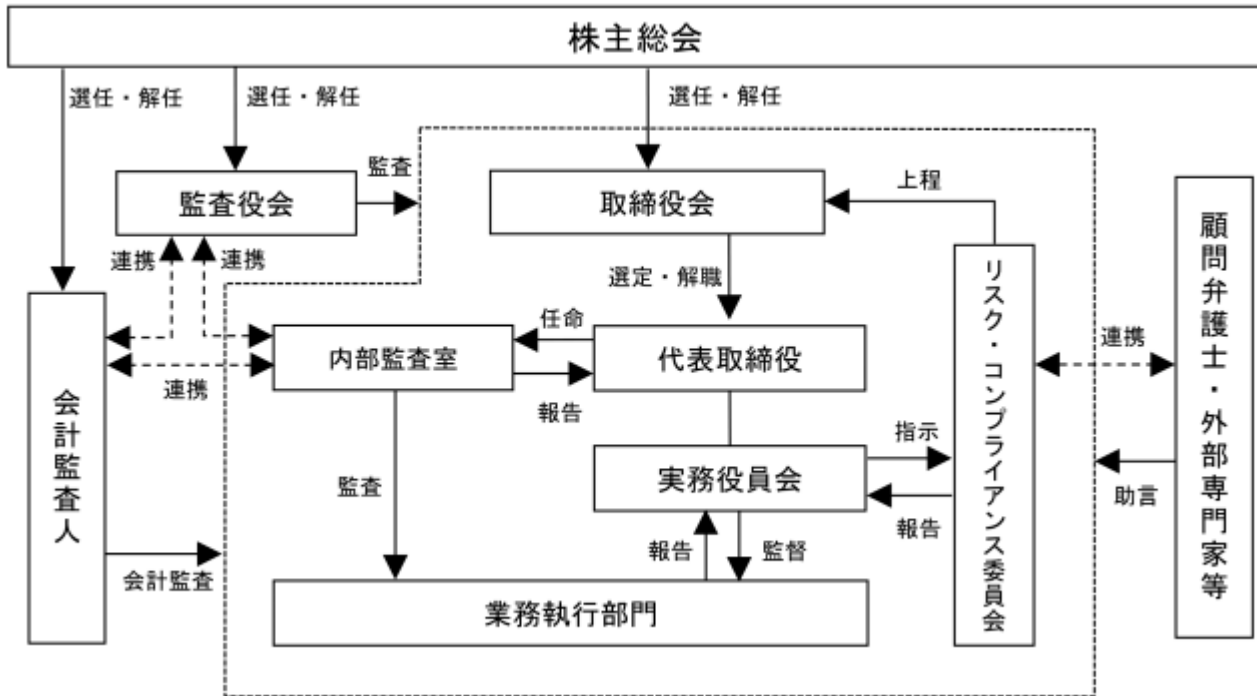 株主総会
選任・解任
選任・解任
選任・解任
監査役会
監査
取締役会
上程
連携
連携
選定・解職
内部監査室
任命
報告
代表取締役
連携
会計監査人
会計監査
監査
実務役員会
指示
報告
報告
監督
業務執行部門
リスク・コンプライアンス委員会
連携
助言
顧問弁護士・外部専門家等